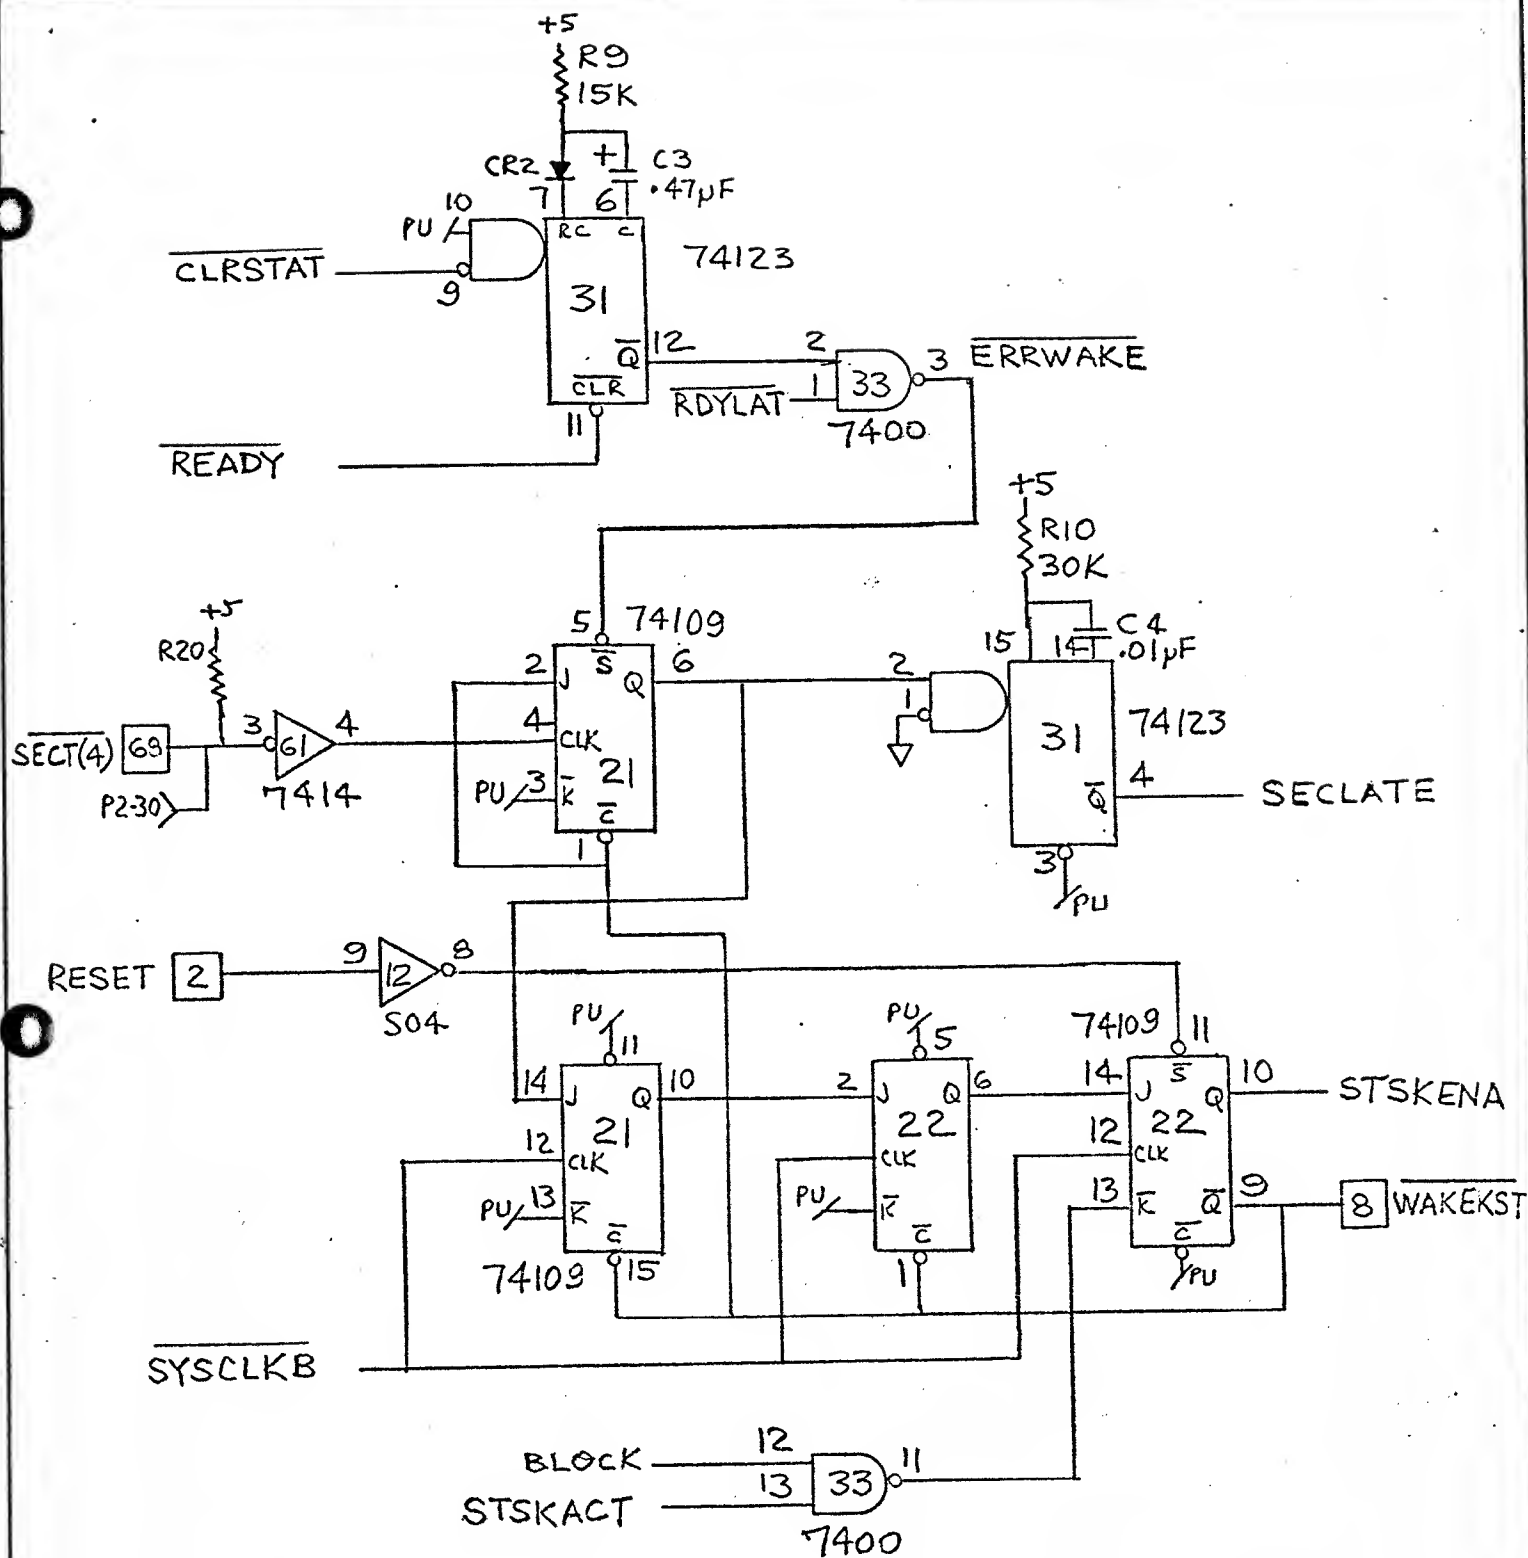 +5
R9
15K
CR2
+
C3
.47µF
10
7
6
PU
RC
C
74123
CLRSTAT
9
31
Q
12
2
3
ERRWAKE
CLR
RDYLAT
1
33
11
7400
READY
+5
R10
30K
+5
5
74109
C4
.01µF
R20
S
15
14
2
J
Q
6
2
3
4
4
1
SECT(4)
69
61
CLK
31
74123
7414
PU
3
K
21
4
P2-30
C
Q
SECLATE
1
3
PU
RESET
2
9
12
8
S04
PU
11
PU
5
74109
11
14
J
Q
10
2
J
Q
6
14
J
S
Q
10
STSKENA
21
22
22
12
CLK
CLK
12
CLK
PU
13
K
PU
K
13
K
Q
9
8
WAKEKST
C
C
C
74109
15
1
PU
SYSCLKB
BLOCK
12
11
STSKACT
13
33
7400